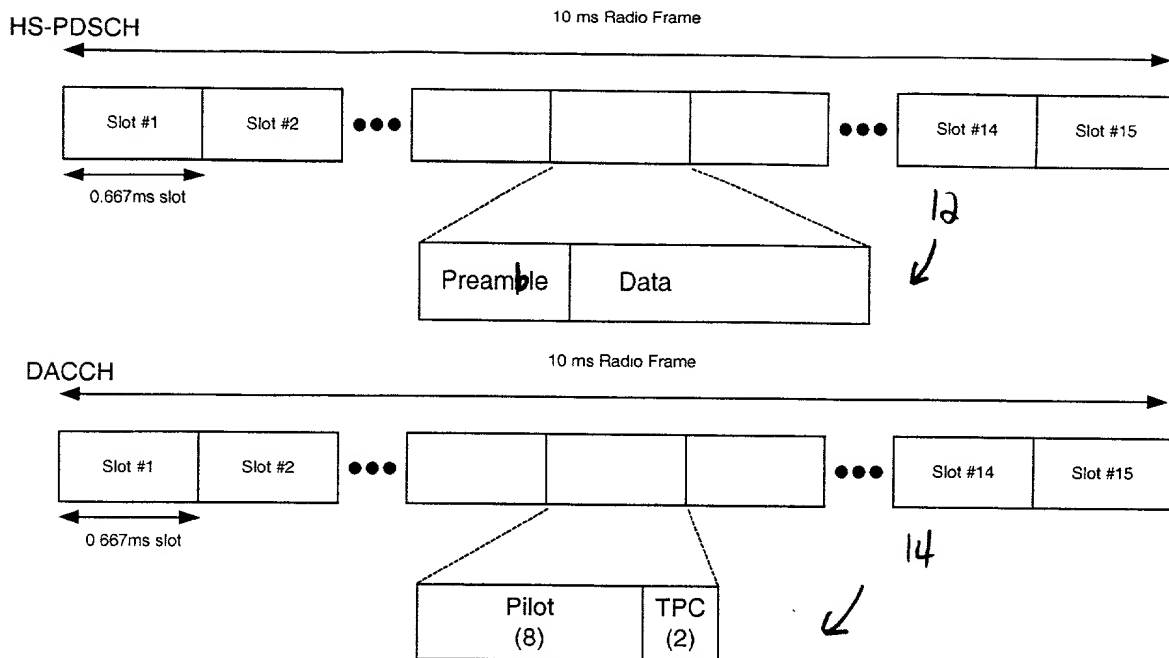 10 ms Radio Frame
HS-PDSCH
Slot #1 Slot #2 Slot #14 Slot #15
0.667ms slot
12
Preamble Data
10 ms Radio Frame
DACCH
Slot #1 Slot #2 Slot #14 Slot #15
0 667ms slot
14
Pilot TPC
(8) (2)